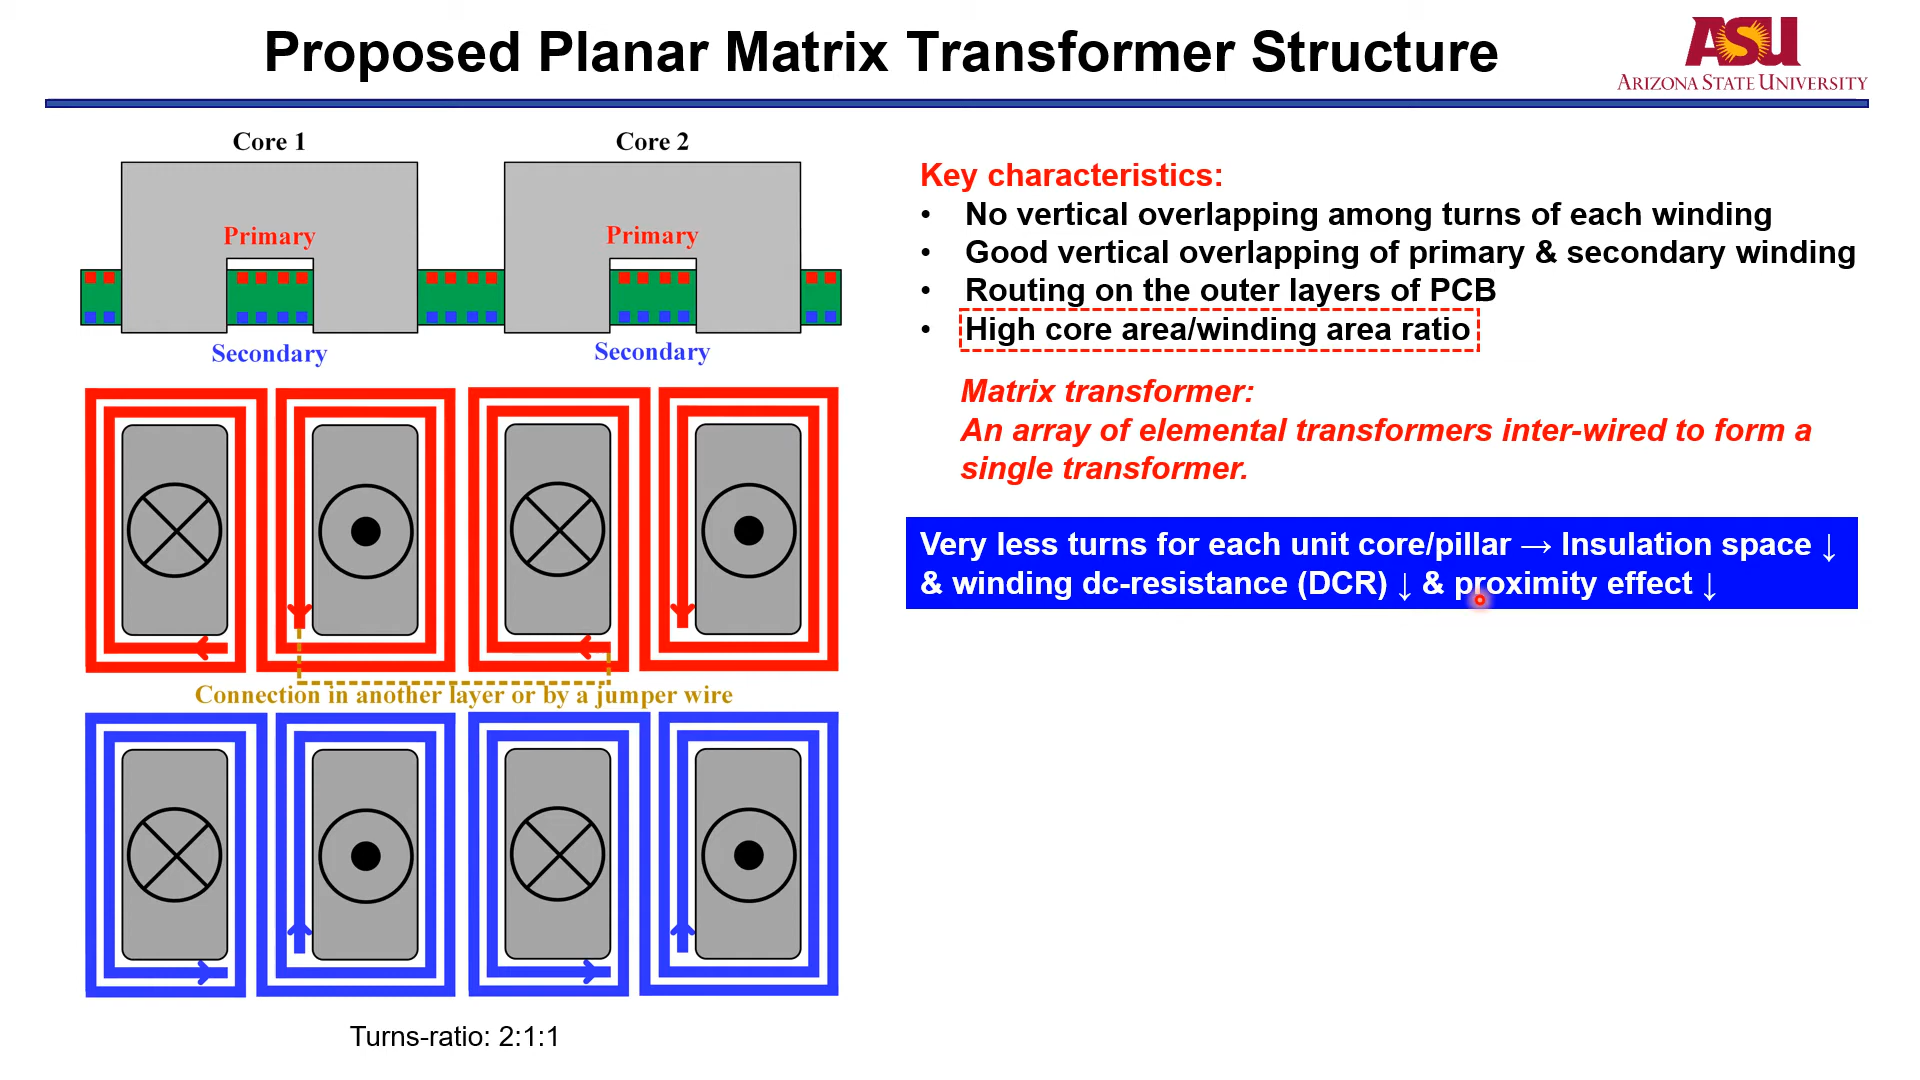 Proposed Planar Matrix Transformer Structure
ASU
ARIZONA STATE UNIVERSITY
Core 1
Core 2
Primary
Primary
Secondary
Secondary
Connection in another layer or by a jumper wire
Turns-ratio: 2:1:1
Key characteristics:
• No vertical overlapping among turns of each winding
• Good vertical overlapping of primary & secondary winding
• Routing on the outer layers of PCB
• High core area/winding area ratio
Matrix transformer:
An array of elemental transformers inter-wired to form a
single transformer.
Very less turns for each unit core/pillar → Insulation space ↓
& winding dc-resistance (DCR) ↓ & proximity effect ↓